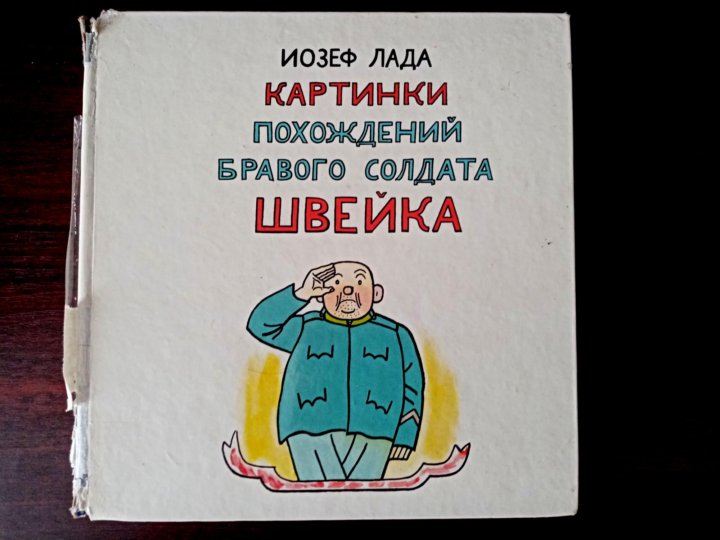 ИОЗЕФ ЛАДА
КАРТИНКИ
ПОХОЖДЕНИЙ
БРАВОГО СОЛДАТА
ШВЕЙКА